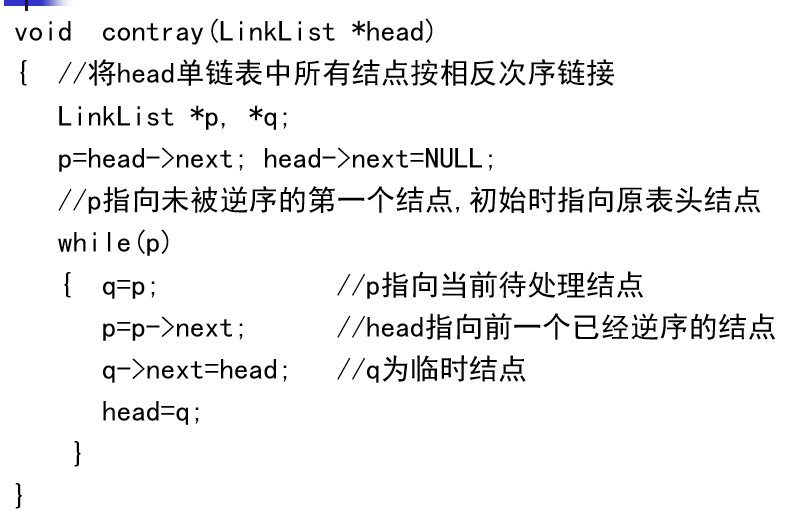 void contray(LinkList *head)
{ //将head单链表中所有结点按相反次序链接
LinkList *p, *q;
p=head->next; head->next=NULL;
//p指向未被逆序的第一个结点,初始时指向原表头结点
while(p)
{ q=p; //p指向当前待处理结点
p=p->next; //head指向前一个已经逆序的结点
q->next=head; //q为临时结点
head=q;
}
}